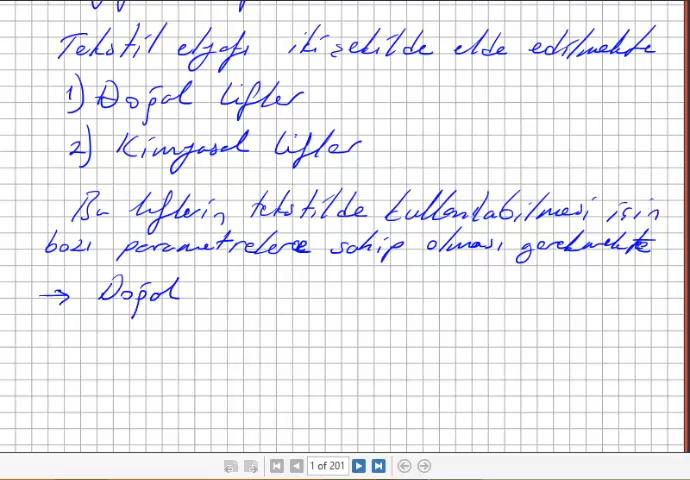 Tekstil elyafı iki şekilde elde edilmekte
1) Doğal lifler
2) Kimyasal lifler
Bu liflerin tekstilde kullanılabilmesi için
bazı parametrelere sahip olması gerekmekte
→ Doğal
1 of 201